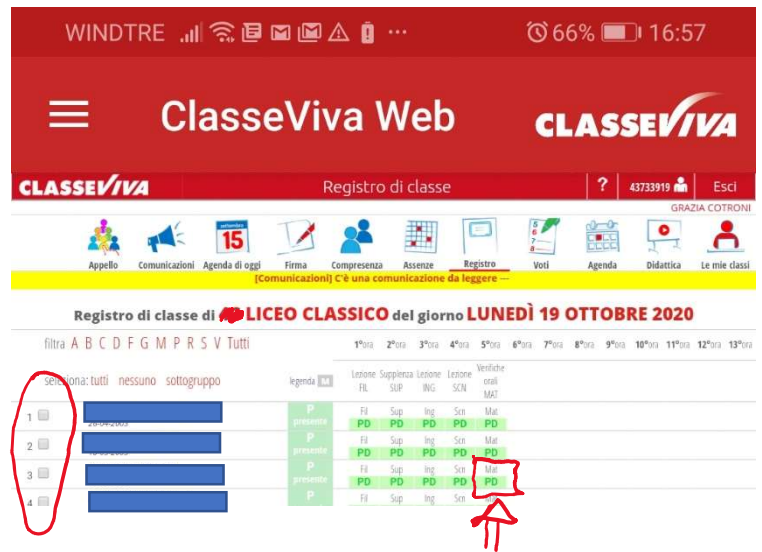 WINDTRE 66% 16:57
ClasseViva Web CLASSEVIVA
CLASSEVIVA Registro di classe ? 43733919 Esci
GRAZIA COTRONI
settembre
15
5
6
7
8
Appello Comunicazioni Agenda di oggi Firma Compresenza Assenze Registro Voti Agenda Didattica Le mie classi
[Comunicazioni] C'è una comunicazione da leggere
Registro di classe di LICEO CLASSICO del giorno LUNEDÌ 19 OTTOBRE 2020
filtra A B C D F G M P R S V Tutti 1°ora 2°ora 3°ora 4°ora 5°ora 6°ora 7°ora 8°ora 9°ora 10°ora 11°ora 12°ora 13°ora
seleziona: tutti nessuno sottogruppo legenda M Lezione FIL Supplenza SUP Lezione ING Lezione SCN Verifiche orali MAT
1 P Fil Sup Ing Scn Mat
presente PD PD PD PD PD
2 P Fil Sup Ing Scn Mat
presente PD PD PD PD PD
3 P Fil Sup Ing Scn Mat
presente PD PD PD PD PD
4 P Fil Sup Ing Scn